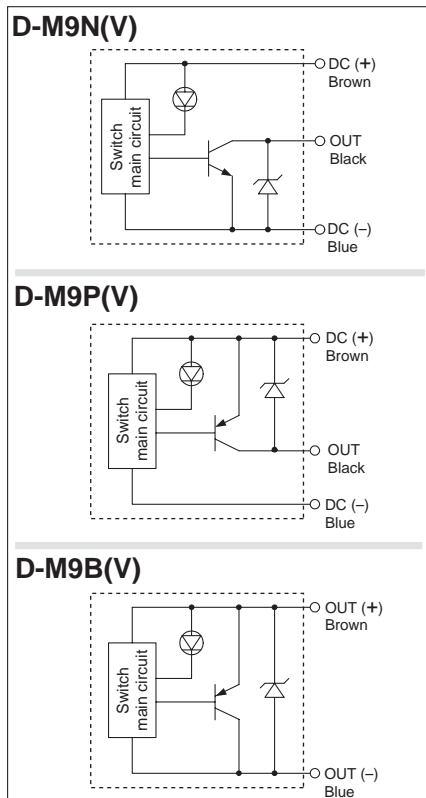 D-M9N(V)
DC (+)
Brown
Switch
main circuit
OUT
Black
DC (–)
Blue
D-M9P(V)
DC (+)
Brown
Switch
main circuit
OUT
Black
DC (–)
Blue
D-M9B(V)
OUT (+)
Brown
Switch
main circuit
OUT (–)
Blue